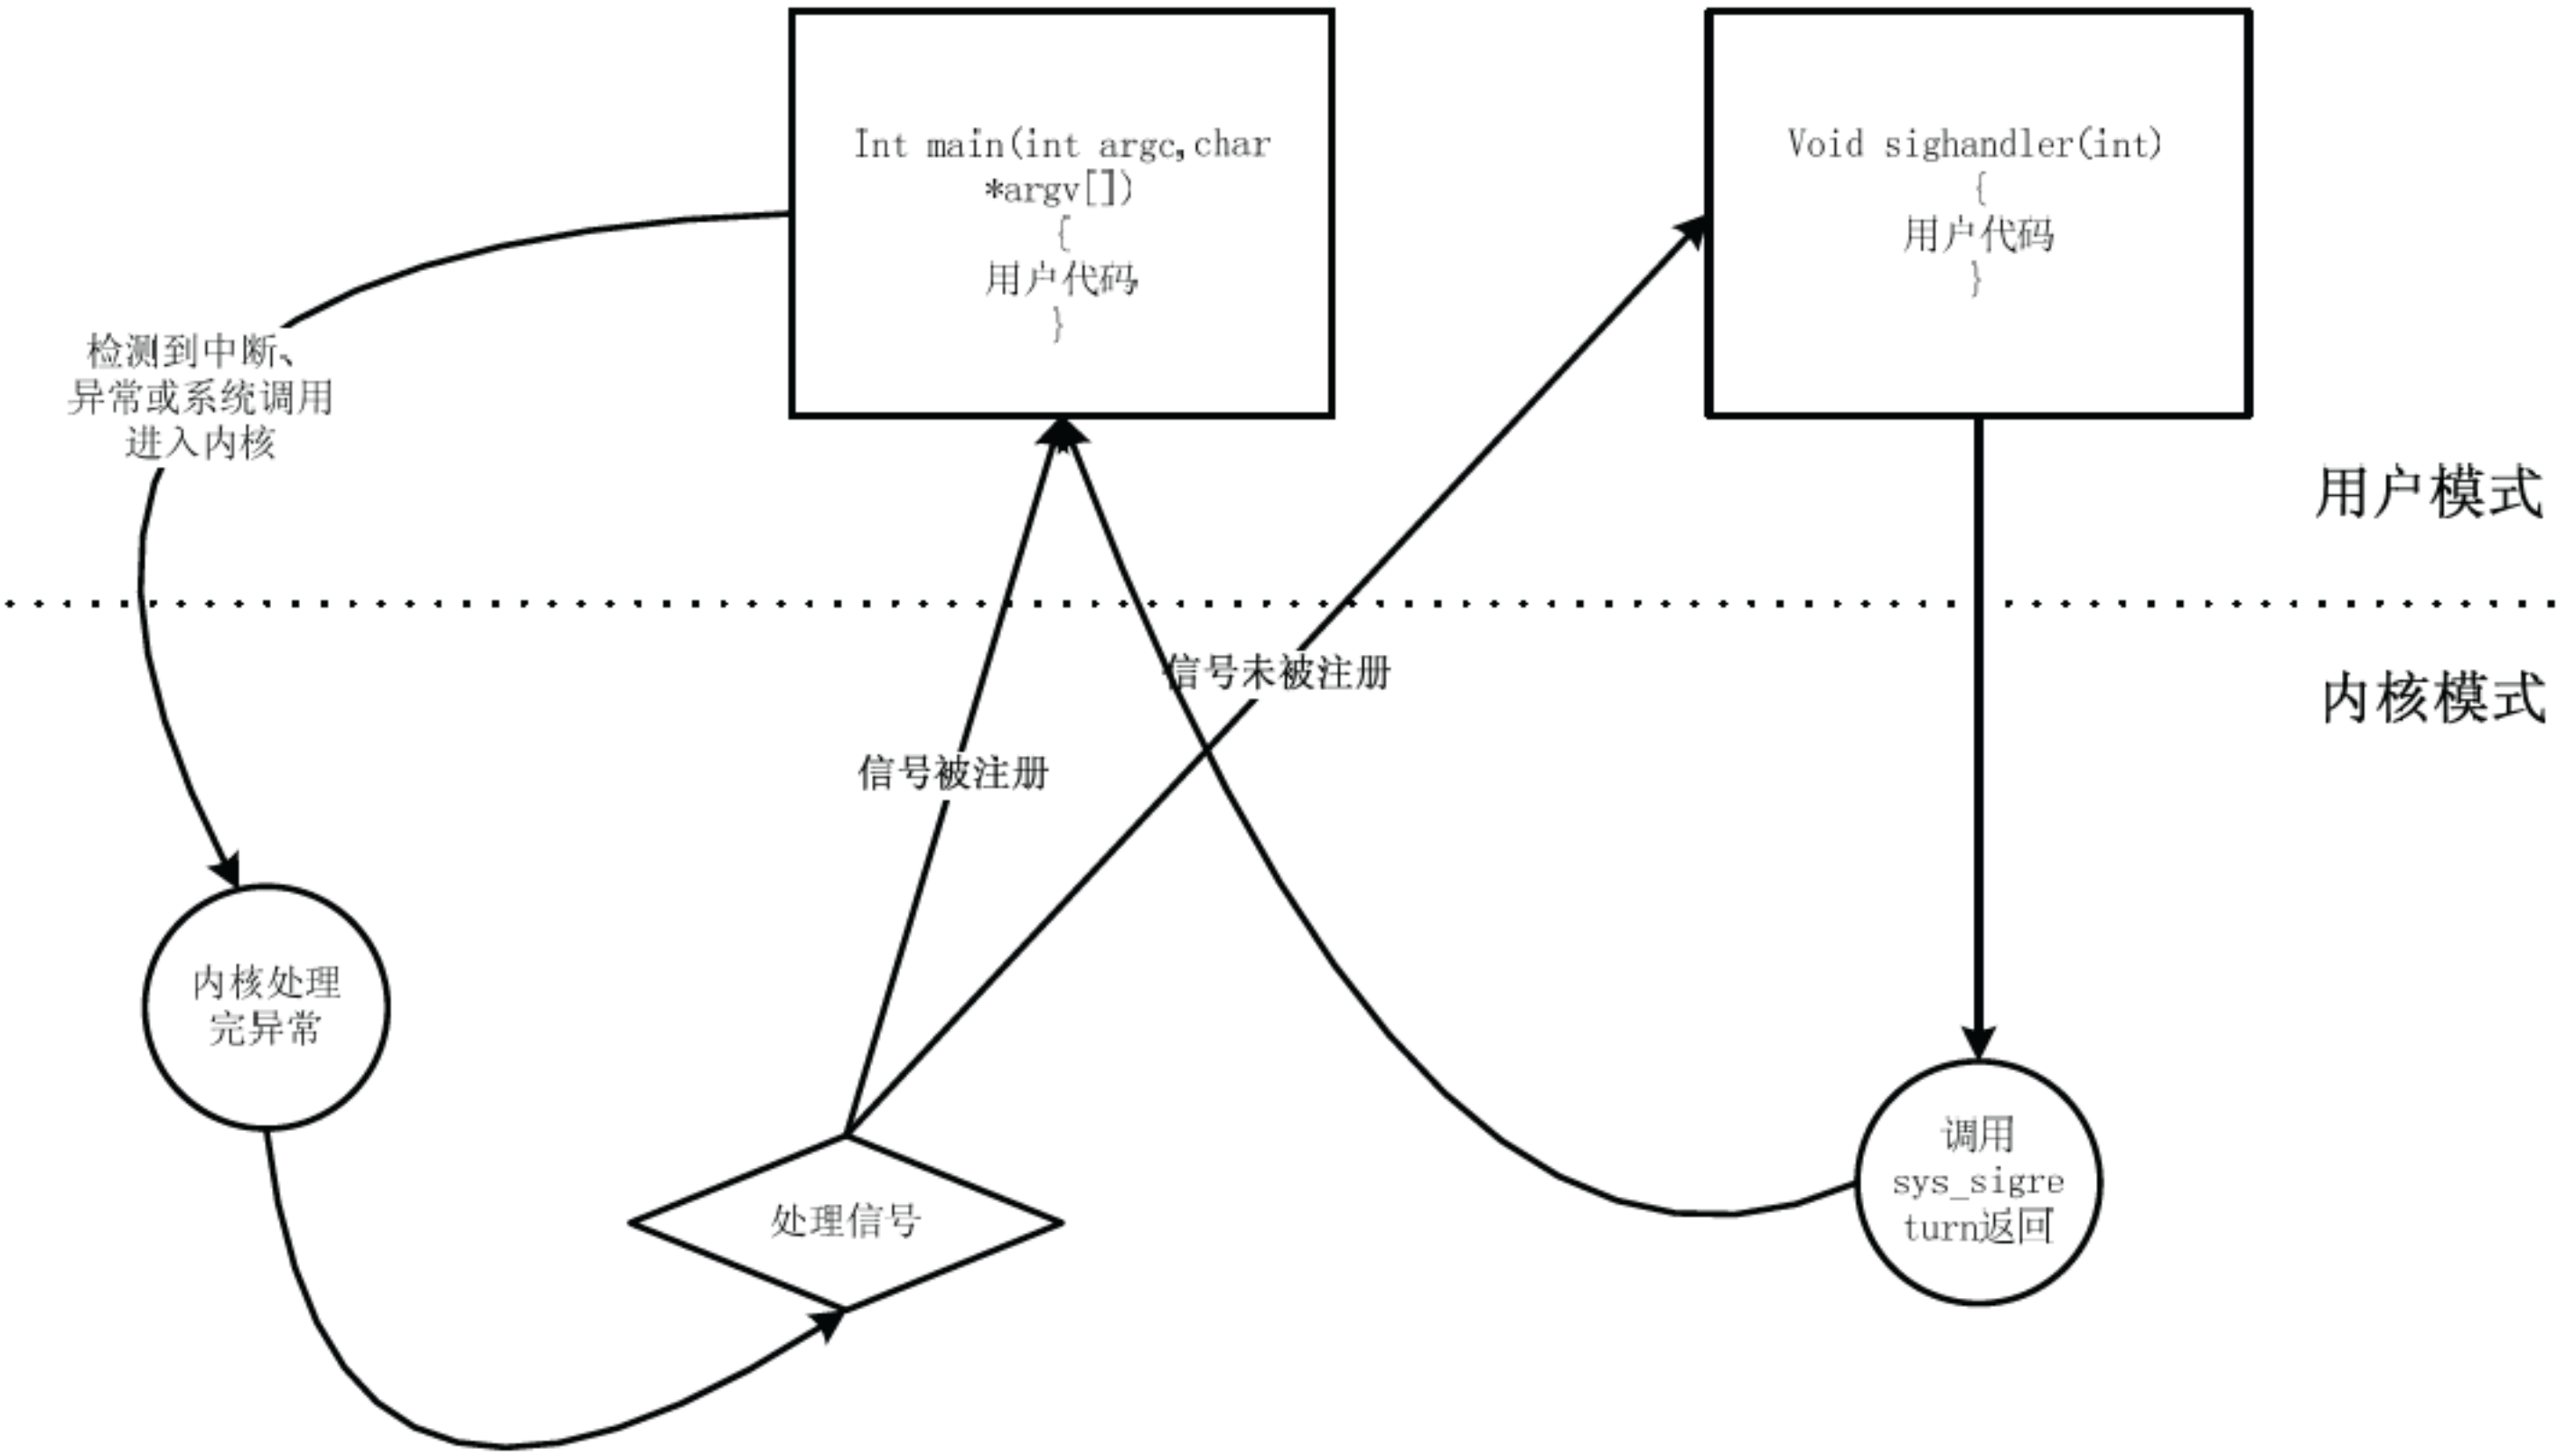 Int main(int argc,char
*argv[])
{
用户代码
}
Void sighandler(int)
{
用户代码
}
检测到中断、
异常或系统调用
进入内核
用户模式
内核模式
信号未被注册
信号被注册
内核处理
完异常
处理信号
调用
sys_sigre
turn返回